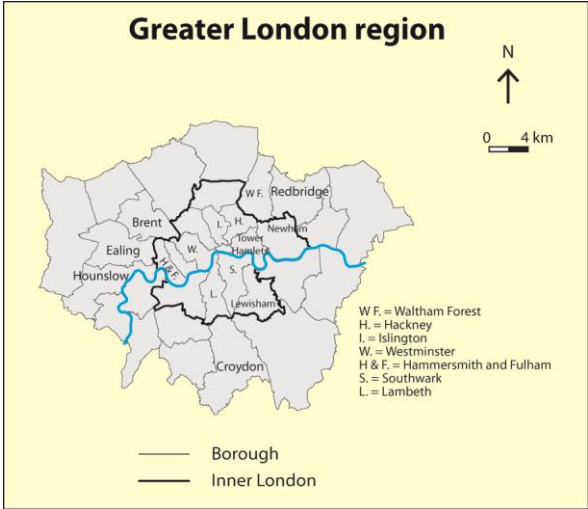 Greater London region
N
0 4 km
W F.
Redbridge
Brent
I.
H.
Newham
Ealing
W.
Tower
Hamlets
H & F.
Hounslow
S.
L.
Lewisham
Croydon
W F. = Waltham Forest
H. = Hackney
I. = Islington
W. = Westminster
H & F. = Hammersmith and Fulham
S. = Southwark
L. = Lambeth
Borough
Inner London